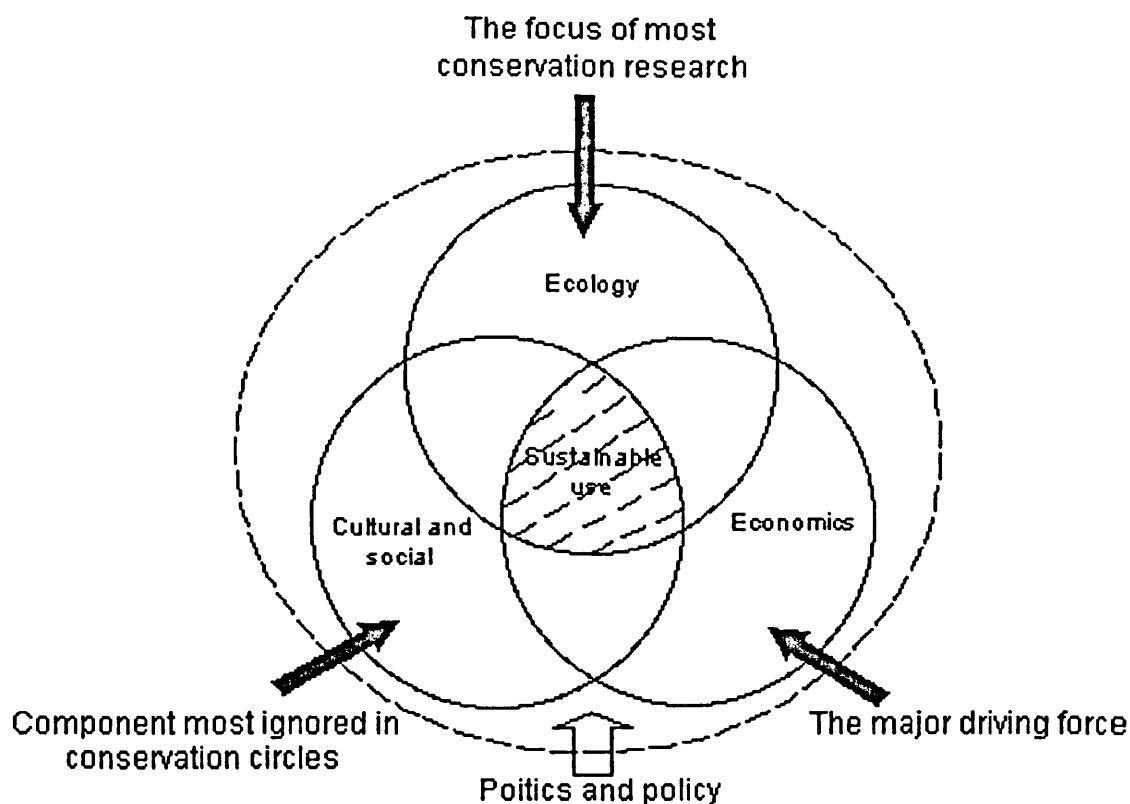 The focus of most
conservation research
Ecology
Sustainable
use
Cultural and
social
Economics
Component most ignored in
conservation circles
The major driving force
Poitics and policy